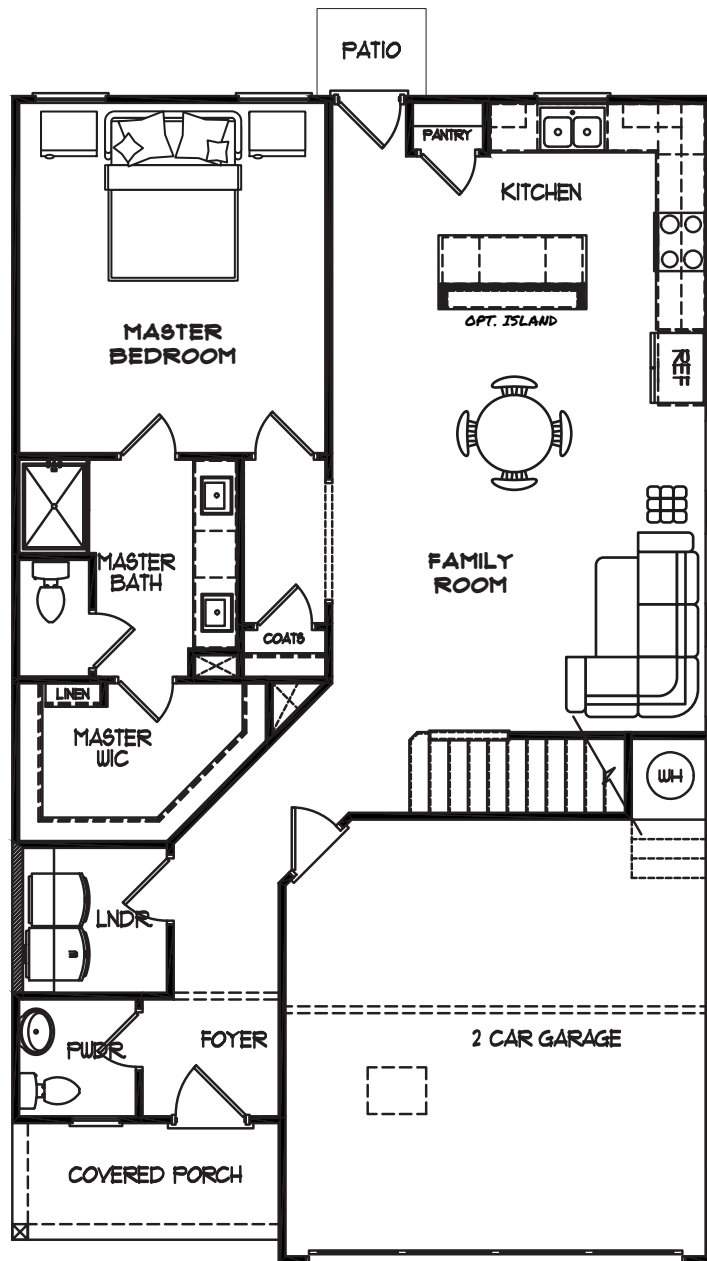 PATIO
PANTRY
KITCHEN
OPT. ISLAND
MASTER
BEDROOM
REF
MASTER
BATH
FAMILY
ROOM
COATS
LINEN
MASTER
WIC
WH
LNDR.
FOYER
2 CAR GARAGE
PWDR.
COVERED PORCH